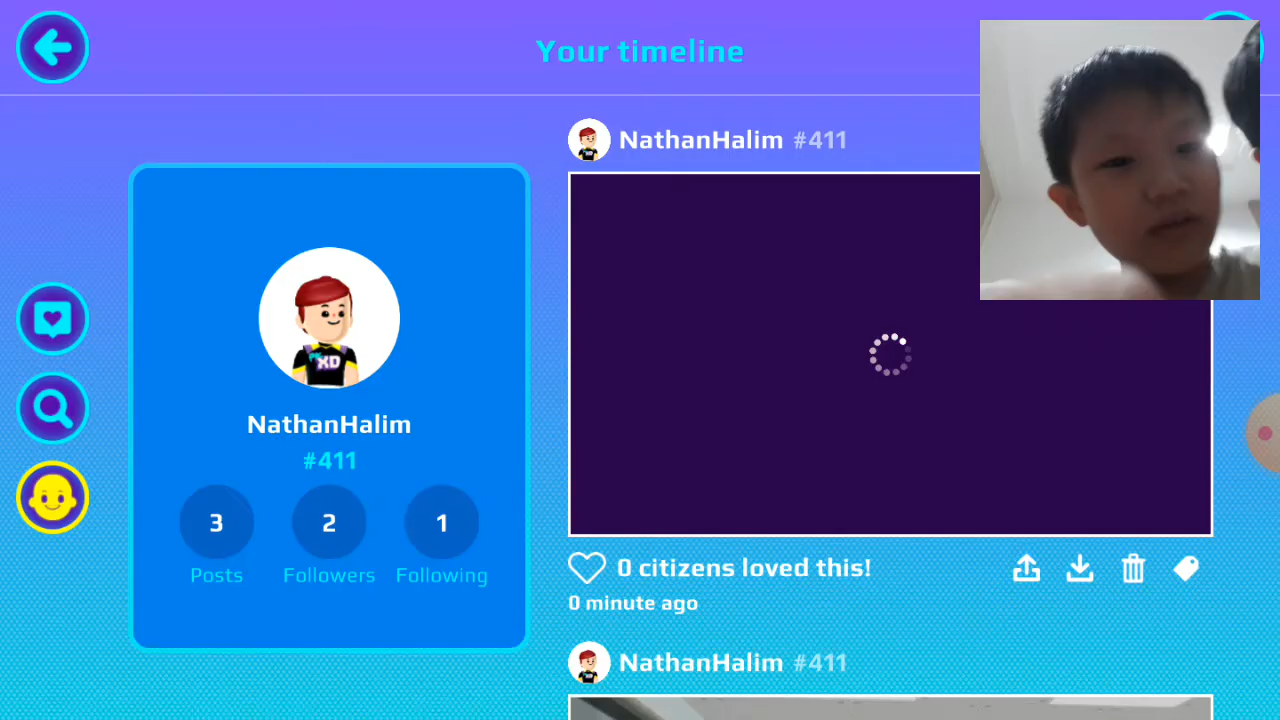 Your timeline
NathanHalim #411
XD
NathanHalim
#411
3 2 1
Posts Followers Following
0 citizens loved this!
0 minute ago
NathanHalim #411